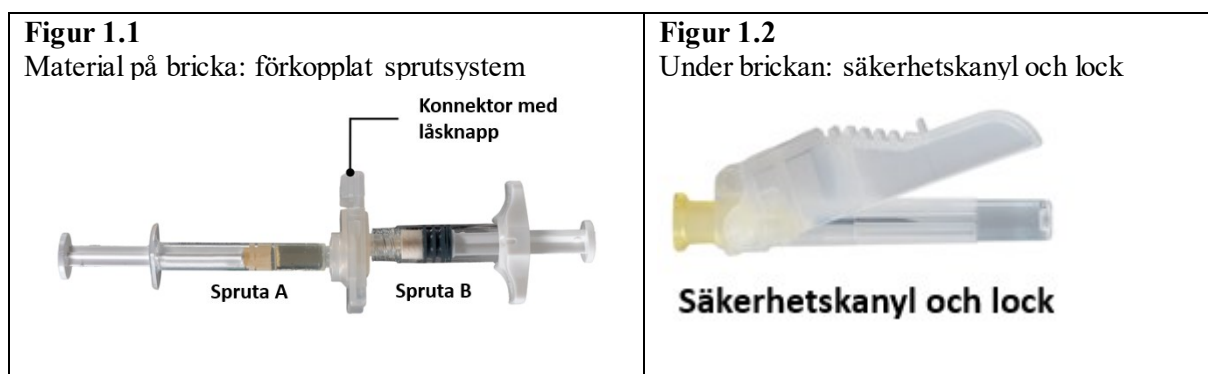 Figur 1.1
Material på bricka: förkopplat sprutsystem
Konnektor med
låsknapp
Spruta A
Spruta B
Figur 1.2
Under brickan: säkerhetskanyl och lock
Säkerhetskanyl och lock